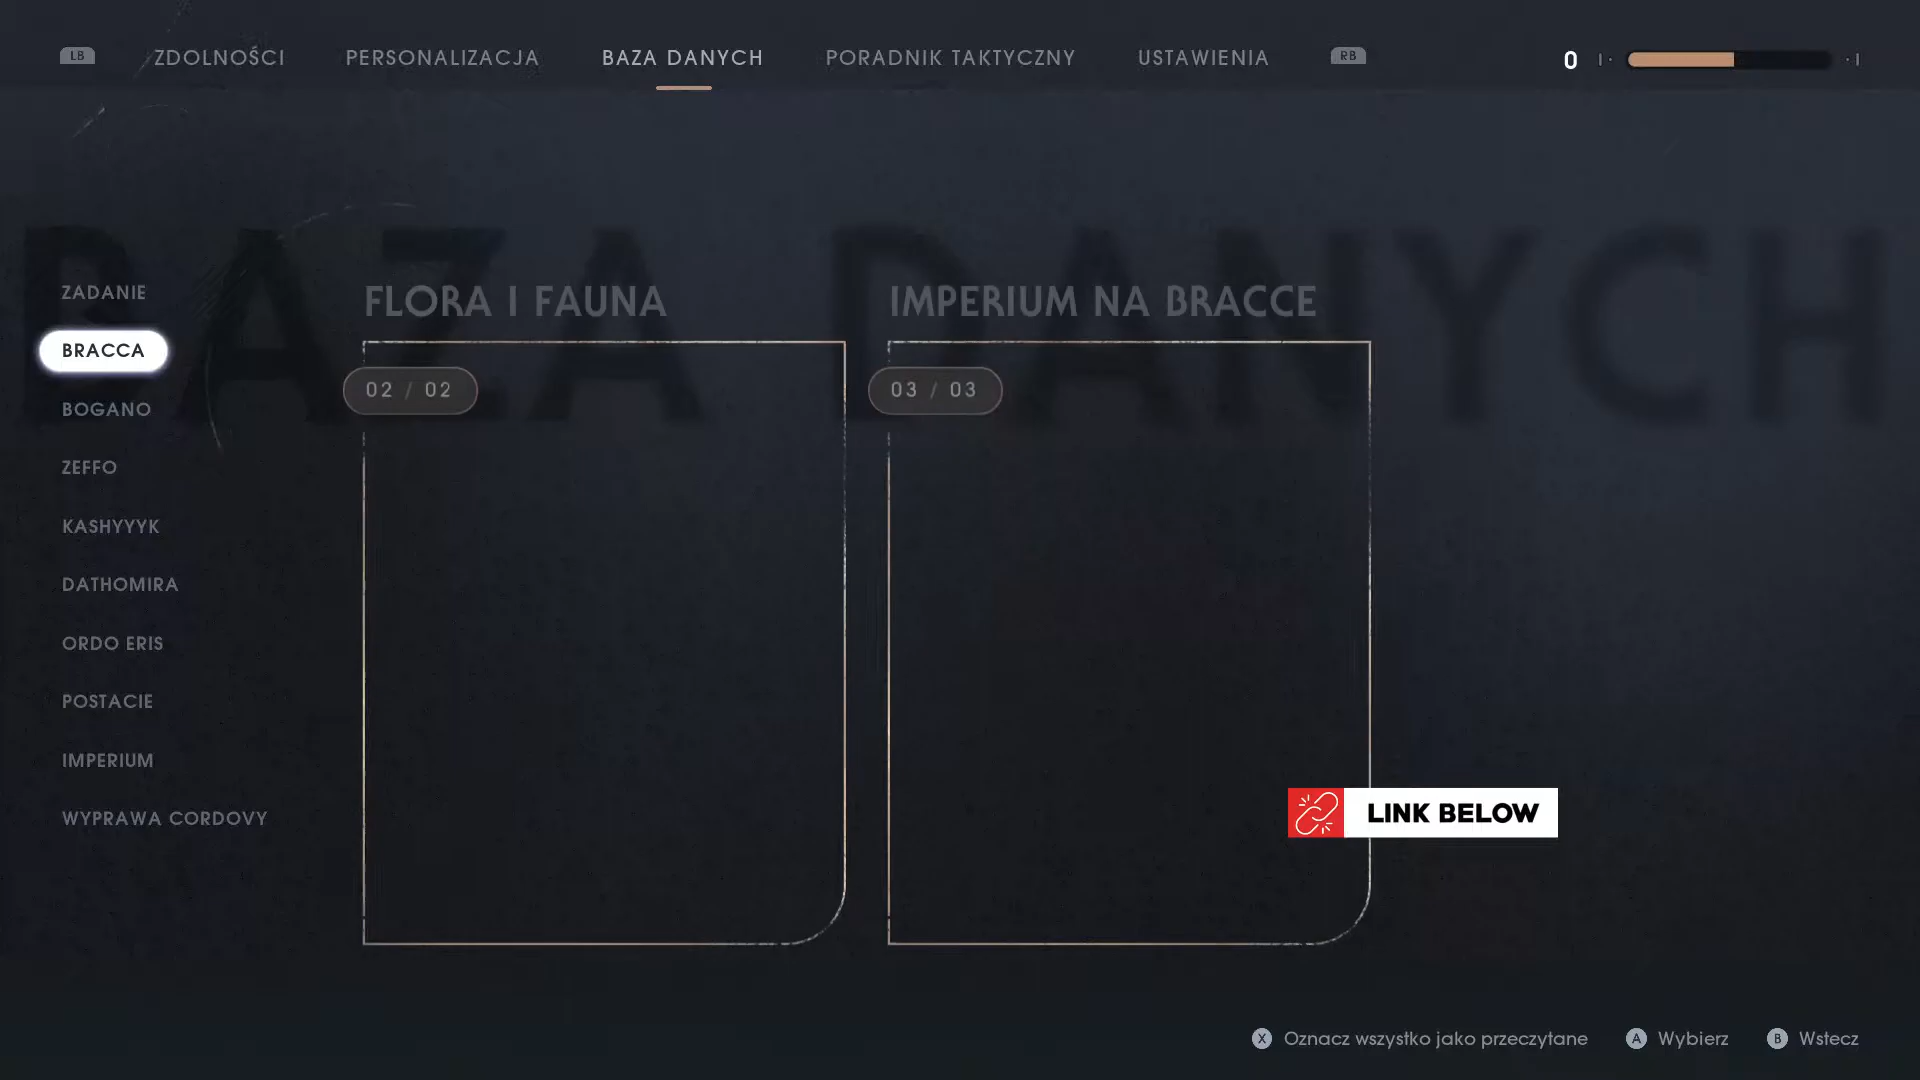 LB ZDOLNOŚCI PERSONALIZACJA BAZA DANYCH PORADNIK TAKTYCZNY USTAWIENIA RB 0
BAZA DANYCH
ZADANIE
BRACCA
BOGANO
ZEFFO
KASHYYYK
DATHOMIRA
ORDO ERIS
POSTACIE
IMPERIUM
WYPRAWA CORDOVY
FLORA I FAUNA
02 / 02
IMPERIUM NA BRACCE
03 / 03
LINK BELOW
X Oznacz wszystko jako przeczytane A Wybierz B Wstecz